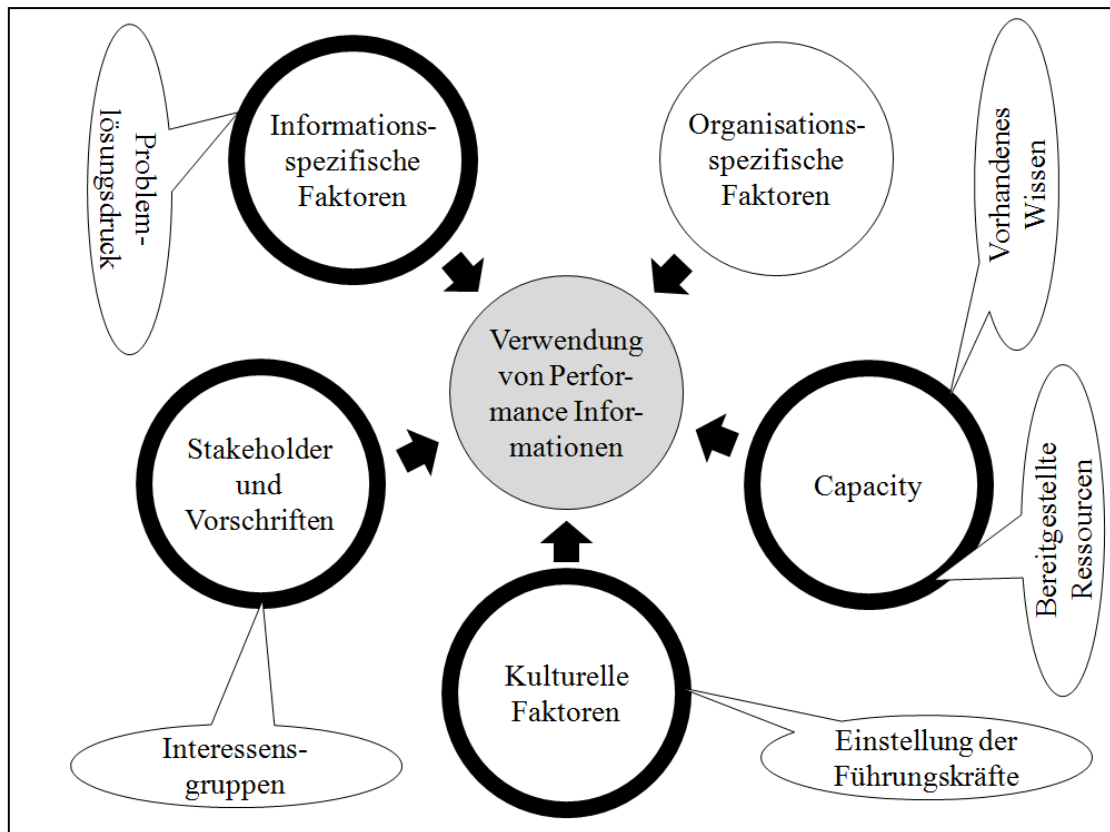 Problem-
lösungsdruck
Informations-
spezifische
Faktoren
Organisations-
spezifische
Faktoren
Vorhandenes
Wissen
Verwendung
von Perfor-
mance Infor-
mationen
Stakeholder
und
Vorschriften
Capacity
Bereitgestellte
Ressourcen
Kulturelle
Faktoren
Interessens-
gruppen
Einstellung der
Führungskräfte